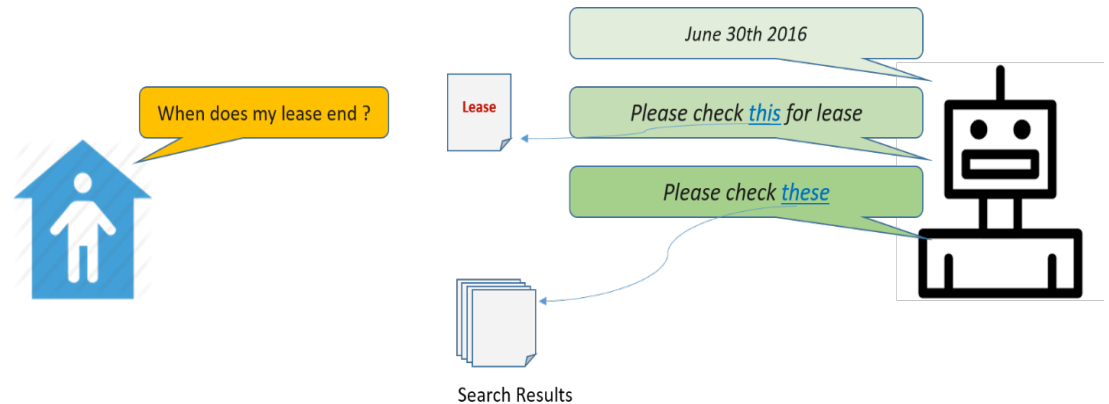 June 30th 2016
When does my lease end ?
Lease
Please check this for lease
Please check these
Search Results